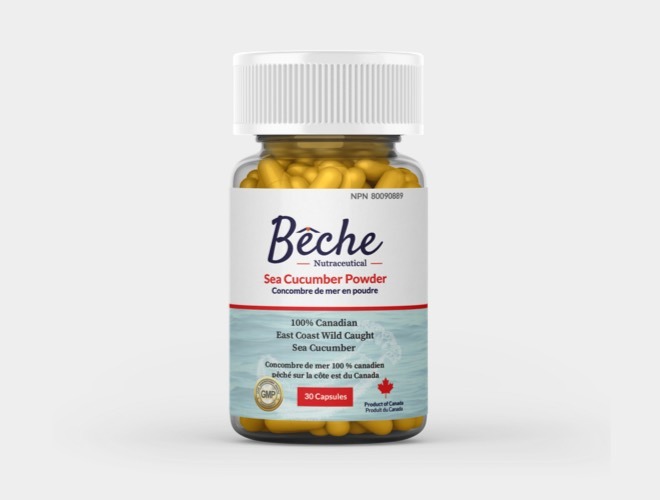 NPN 80090889
Bêche
Nutraceutical
Sea Cucumber Powder
Concombre de mer en poudre
100% Canadian
East Coast Wild Caught
Sea Cucumber
Concombre de mer 100 % canadien
pêché sur la côte est du Canada
GMP
30 Capsules
Product of Canada
Produit du Canada